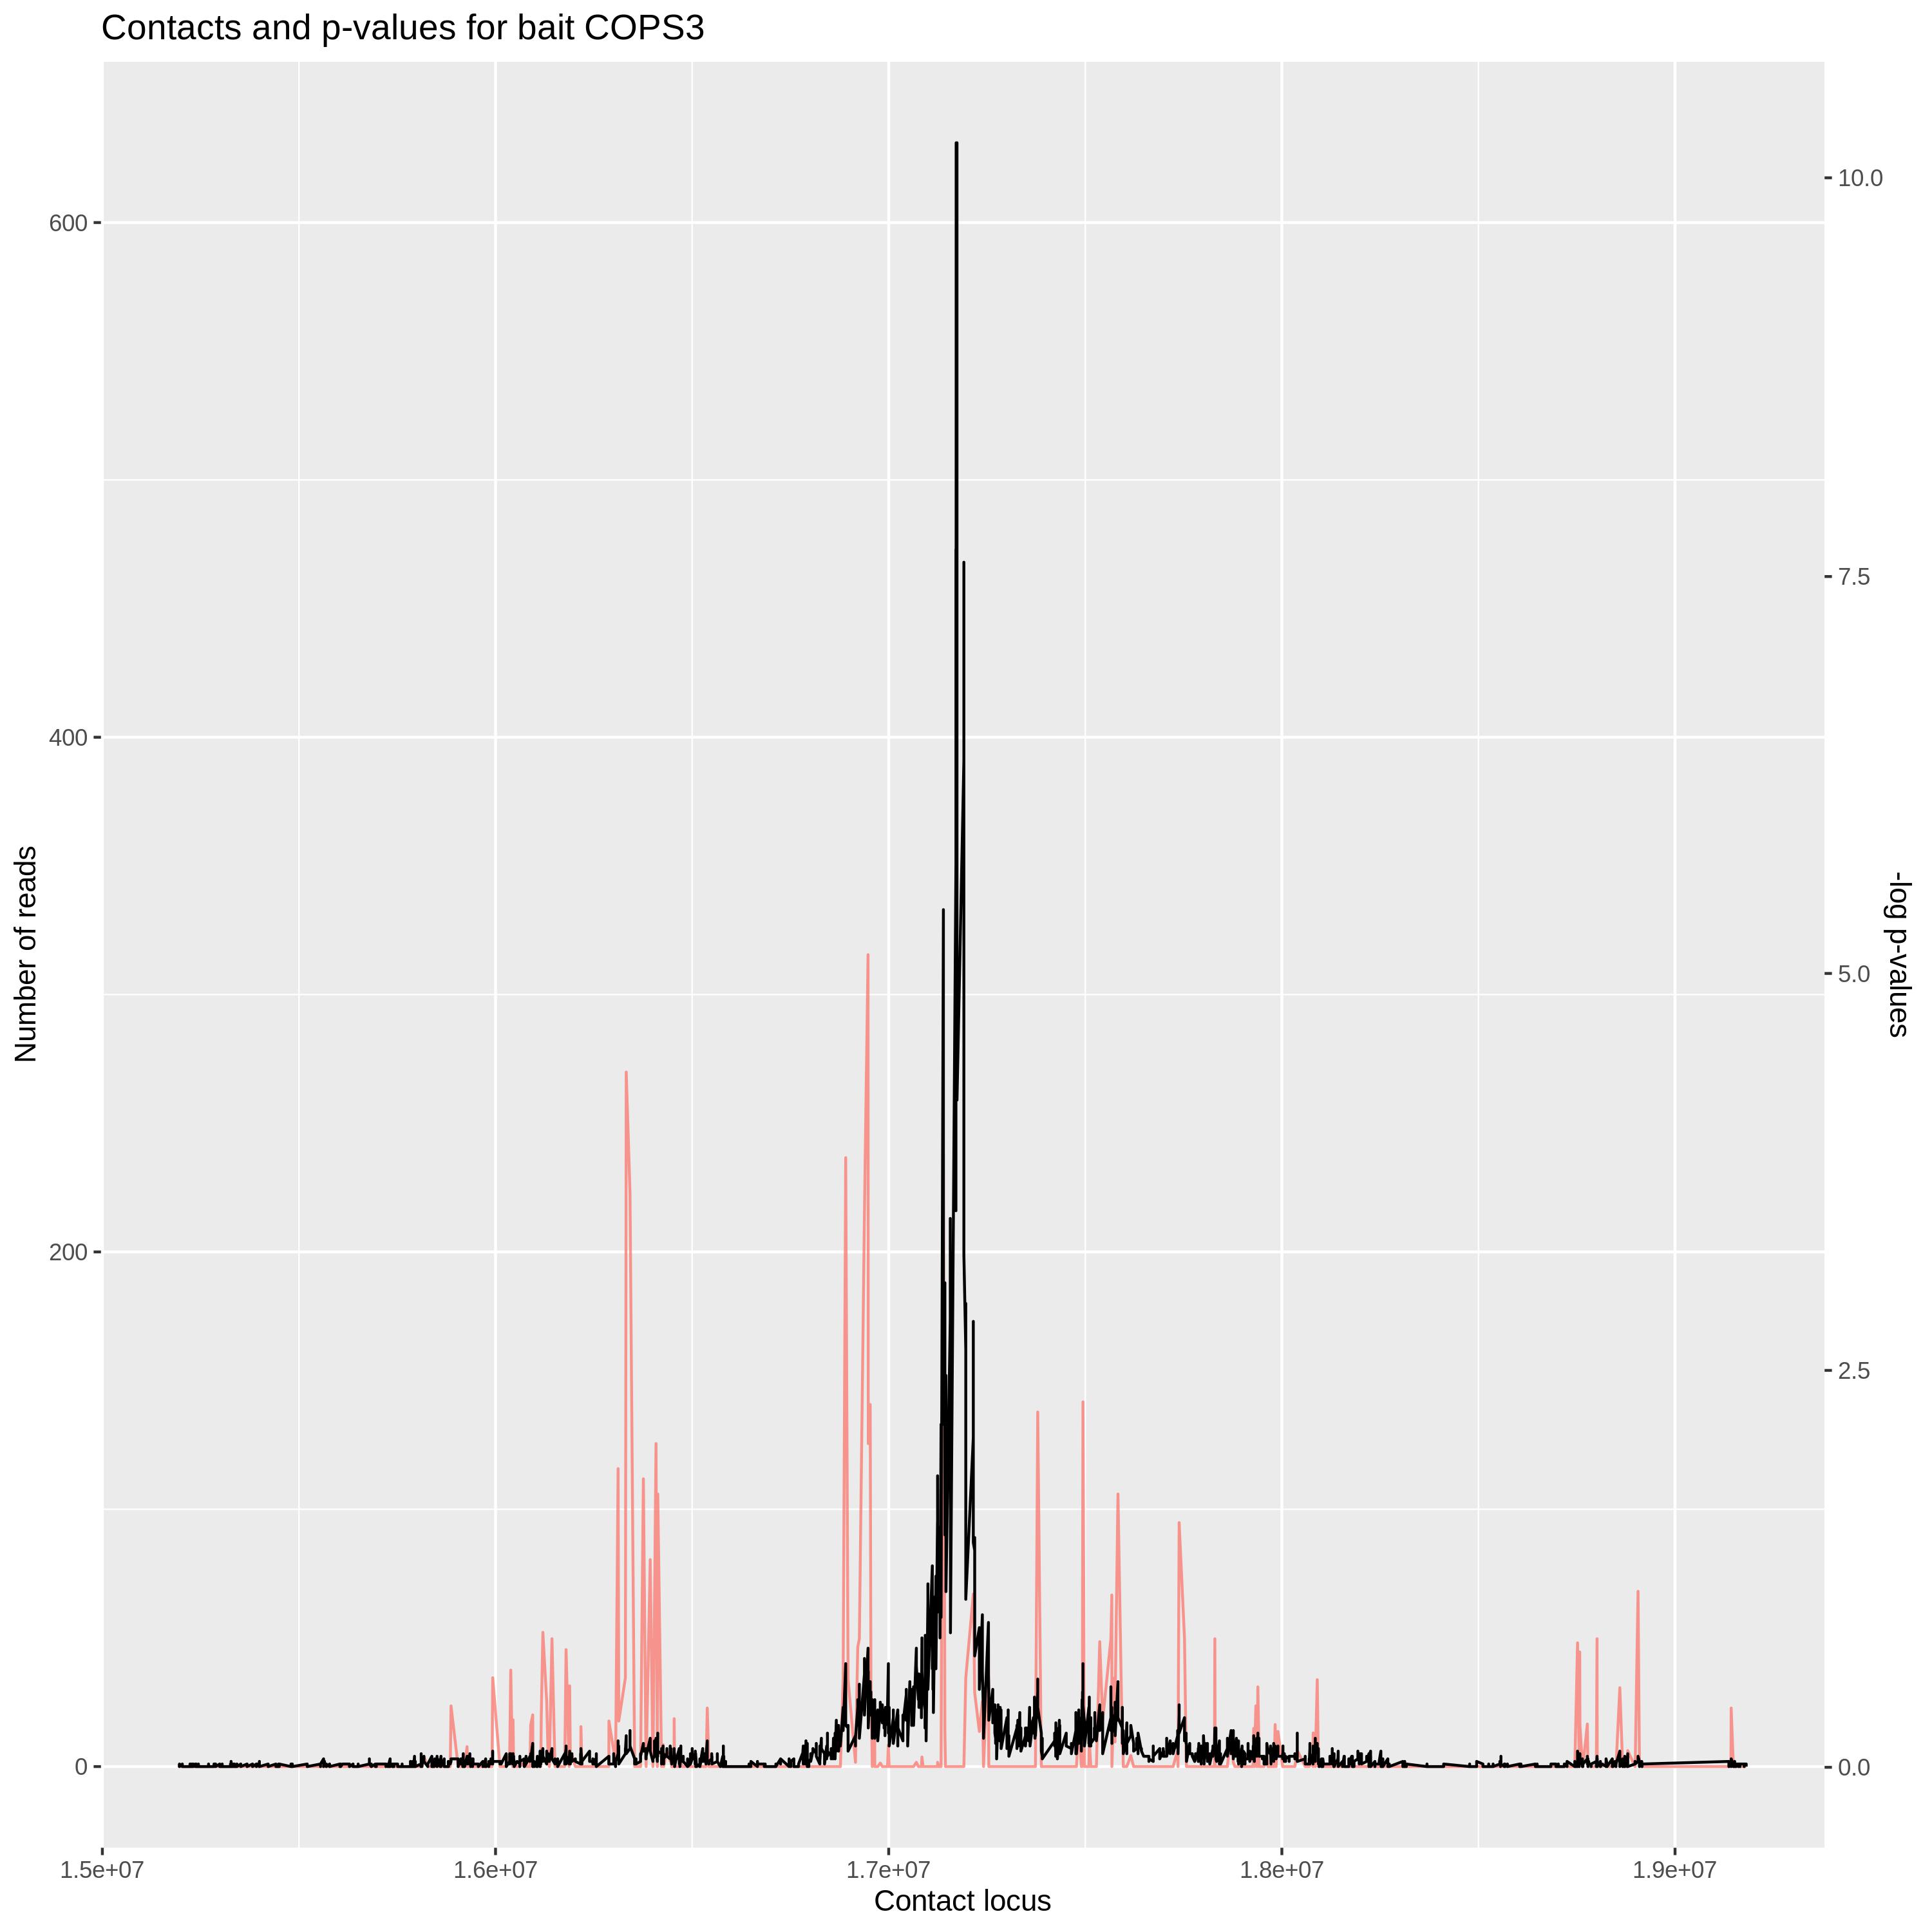 Contacts and p-values for bait COPS3
600
400
200
0
Number of reads
10.0
7.5
5.0
2.5
0.0
-log p-values
1.5e+07
1.6e+07
1.7e+07
1.8e+07
1.9e+07
Contact locus